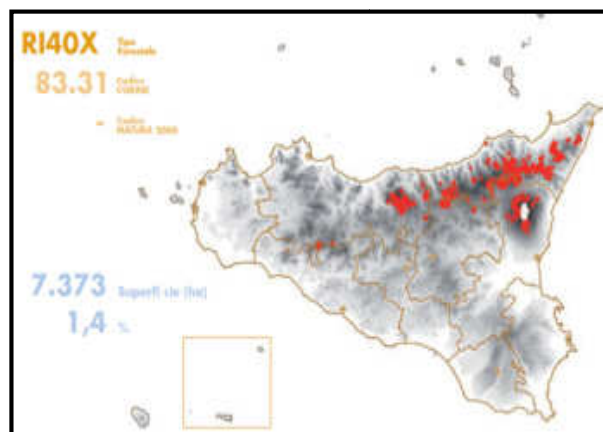 RI40X Tipo Forestale
83.31 Codice CORINE
- Codice NATURA 2000
7.373 Superficie (ha)
1,4 %